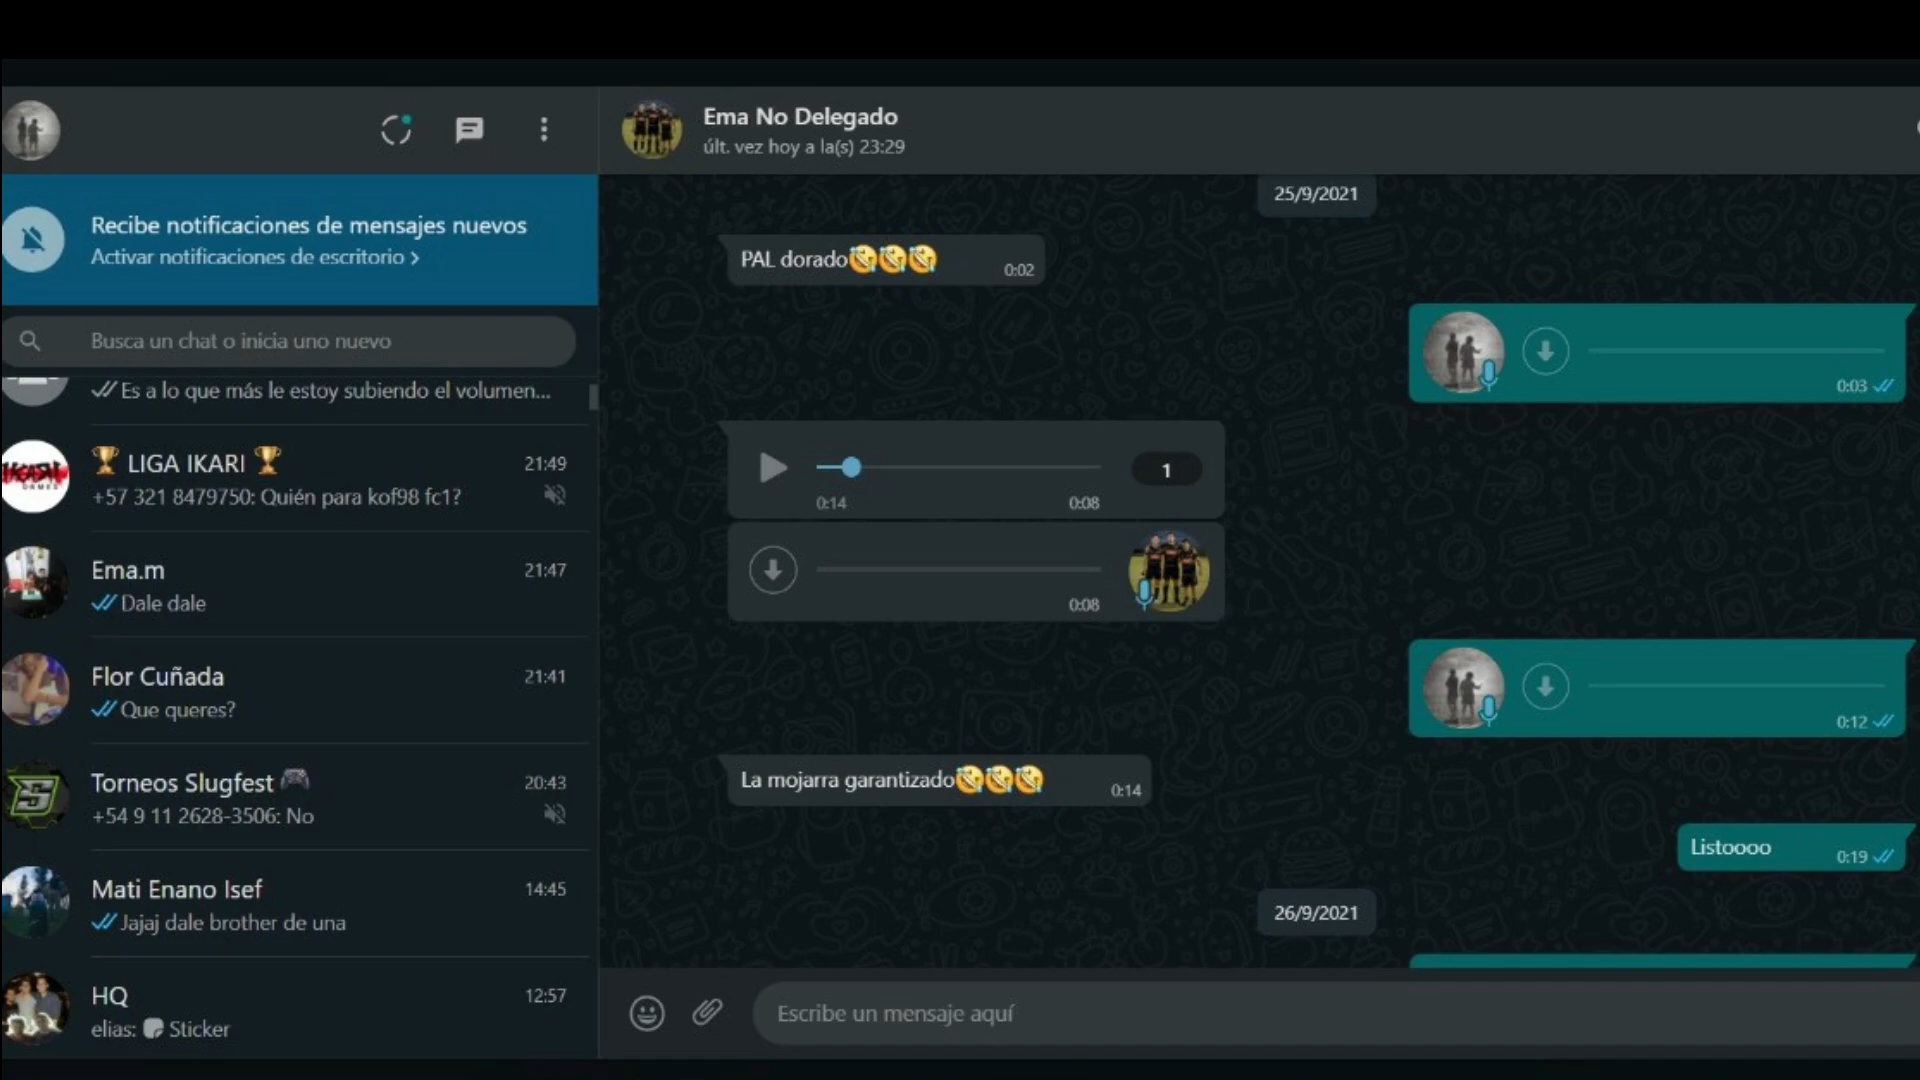 Recibe notificaciones de mensajes nuevos
Activar notificaciones de escritorio >
Busca un chat o inicia uno nuevo
Es a lo que más le estoy subiendo el volumen...
🏆 LIGA IKARI 🏆
21:49
+57 321 8479750: Quién para kof98 fc1?
Ema.m
21:47
Dale dale
Flor Cuñada
21:41
Que queres?
Torneos Slugfest 🎮
20:43
+54 9 11 2628-3506: No
Mati Enano Isef
14:45
Jajaj dale brother de una
HQ
12:57
elias: Sticker
Ema No Delegado
últ. vez hoy a la(s) 23:29
25/9/2021
PAL dorado🤣🤣🤣
0:02
0:03
1
0:14
0:08
0:08
0:12
La mojarra garantizado🤣🤣🤣
0:14
Listoooo
0:19
26/9/2021
Escribe un mensaje aquí